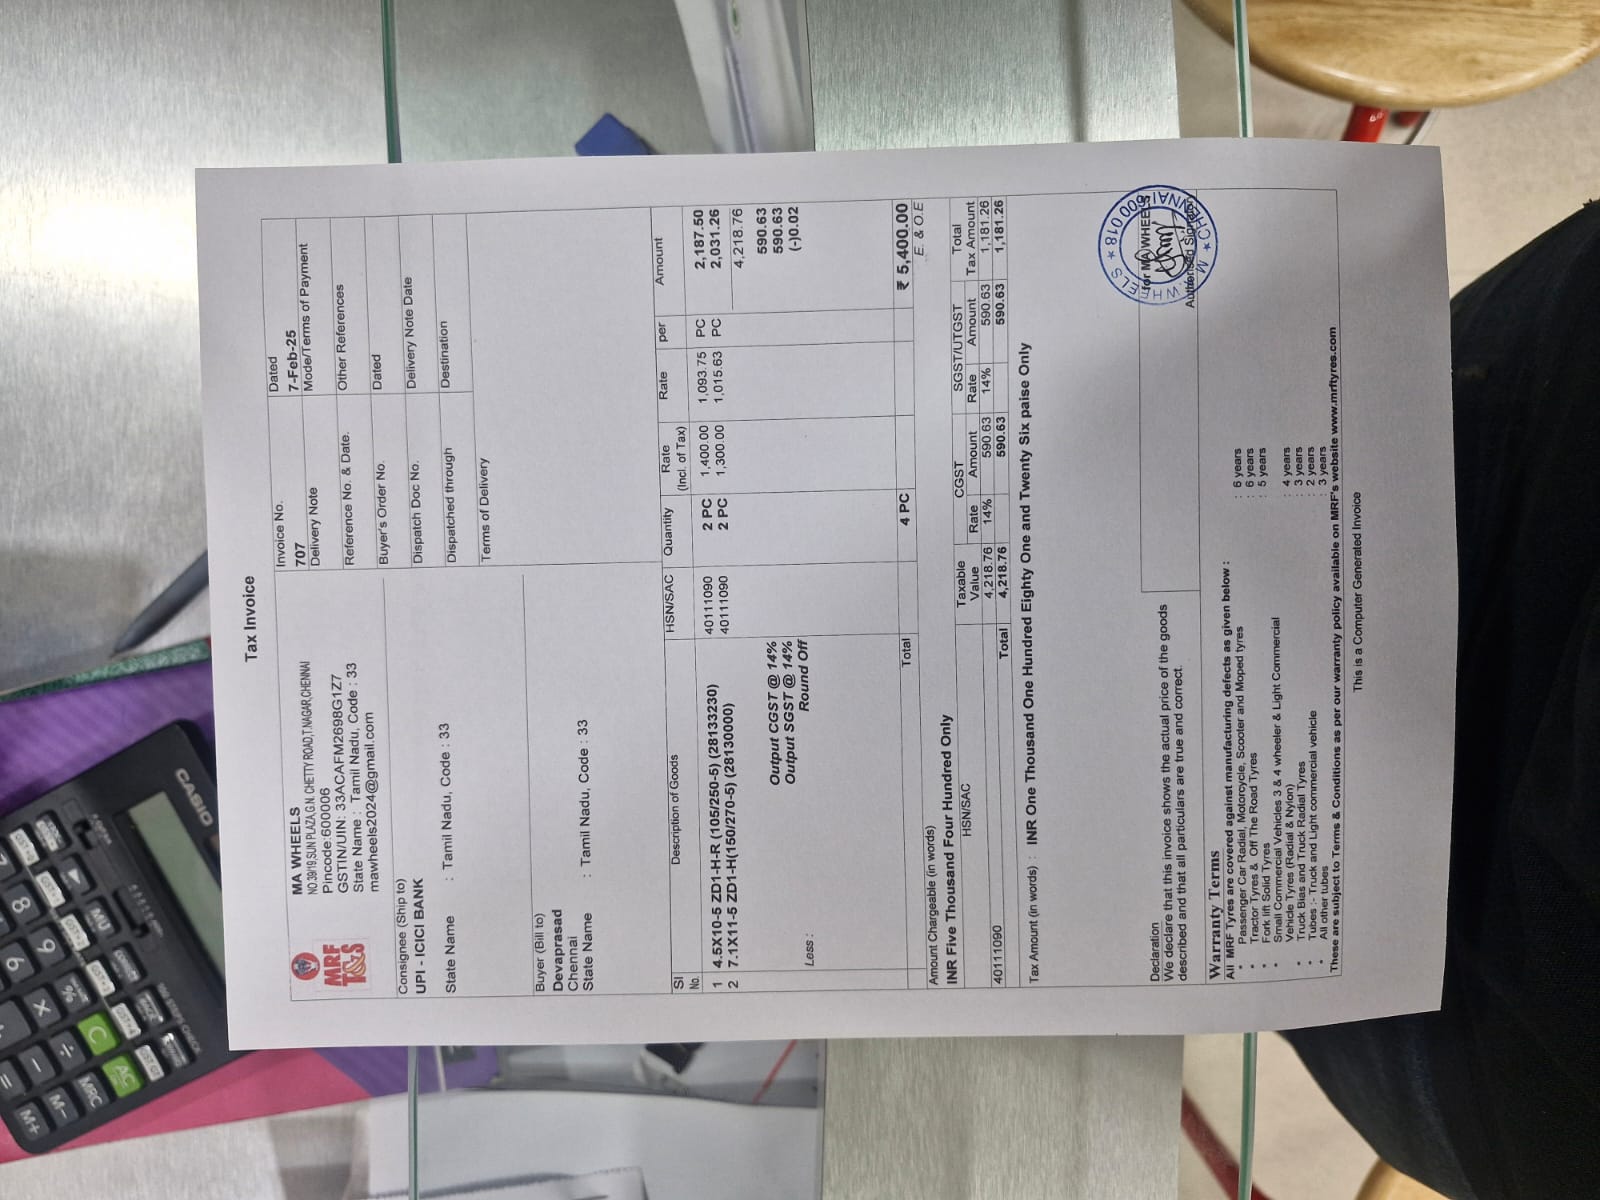 Tax Invoice
MRF
T&S
MA WHEELS
NO.39/19,SUN PLAZA,G.N. CHETTY ROAD,T.NAGAR,CHENNAI
Pincode:600006
GSTIN/UIN: 33ACAFM2698G1Z7
State Name : Tamil Nadu, Code : 33
mawheels2024@gmail.com
Invoice No. Dated
707 7-Feb-25
Delivery Note Mode/Terms of Payment
Reference No. & Date. Other References
Buyer's Order No. Dated
Dispatch Doc No. Delivery Note Date
Dispatched through Destination
Terms of Delivery
Consignee (Ship to)
UPI - ICICI BANK
State Name : Tamil Nadu, Code : 33
Buyer (Bill to)
Devaprasad
Chennai
State Name : Tamil Nadu, Code : 33
Sl No. Description of Goods HSN/SAC Quantity Rate (Incl. of Tax) Rate per Amount
1 4.5X10-5 ZD1-H-R (105/250-5) (28133230) 40111090 2 PC 1,400.00 1,093.75 PC 2,187.50
2 7.1X11-5 ZD1-H(150/270-5) (28130000) 40111090 2 PC 1,300.00 1,015.63 PC 2,031.26
4,218.76
Output CGST @ 14% 590.63
Output SGST @ 14% 590.63
Less : Round Off (-)0.02
Total 4 PC ₹ 5,400.00
Amount Chargeable (in words) E. & O.E
INR Five Thousand Four Hundred Only
HSN/SAC Taxable Value CGST Rate Amount SGST/UTGST Rate Amount Total Tax Amount
40111090 4,218.76 14% 590.63 14% 590.63 1,181.26
Total 4,218.76 590.63 590.63 1,181.26
Tax Amount (in words) : INR One Thousand One Hundred Eighty One and Twenty Six paise Only
Declaration
We declare that this invoice shows the actual price of the goods
described and that all particulars are true and correct.
for MA WHEELS
Authorised Signatory
M.A. WHEELS * CHENNAI 600 018 *
Warranty Terms
All MRF Tyres are covered against manufacturing defects as given below :
• Passenger Car Radial, Motorcycle, Scooter and Moped tyres : 6 years
• Tractor Tyres & Off The Road Tyres : 6 years
• Fork lift Solid Tyres : 5 years
• Small Commercial Vehicles 3 & 4 wheeler & Light Commercial
Vehicle Tyres (Radial & Nylon) : 4 years
• Truck Bias and Truck Radial Tyres : 3 years
• Tubes :- Truck and Light commercial vehicle : 2 years
• All other tubes : 3 years
These are subject to Terms & Conditions as per our warranty policy available on MRF's website www.mrftyres.com
This is a Computer Generated Invoice
CASIO
8
9
6
×
%
÷
−
=
C
AC
MU
MRC
M−
M+